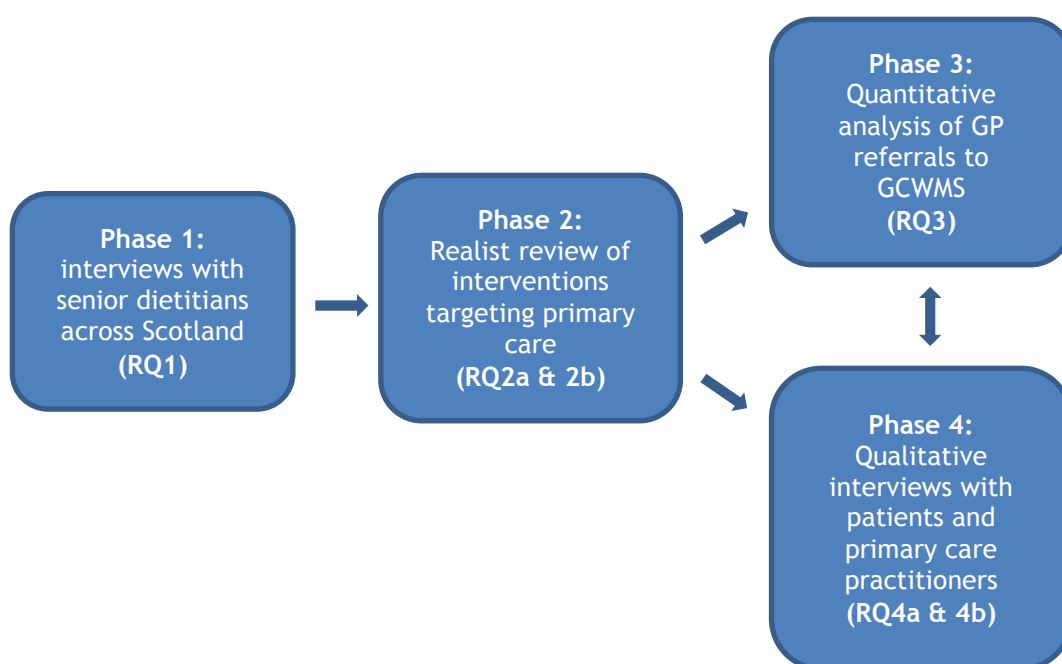 Phase 1:
interviews with
senior dietitians
across Scotland
(RQ1)
Phase 2:
Realist review of
interventions
targeting primary
care
(RQ2a & 2b)
Phase 3:
Quantitative
analysis of GP
referrals to
GCWMS
(RQ3)
Phase 4:
Qualitative
interviews with
patients and
primary care
practitioners
(RQ4a & 4b)